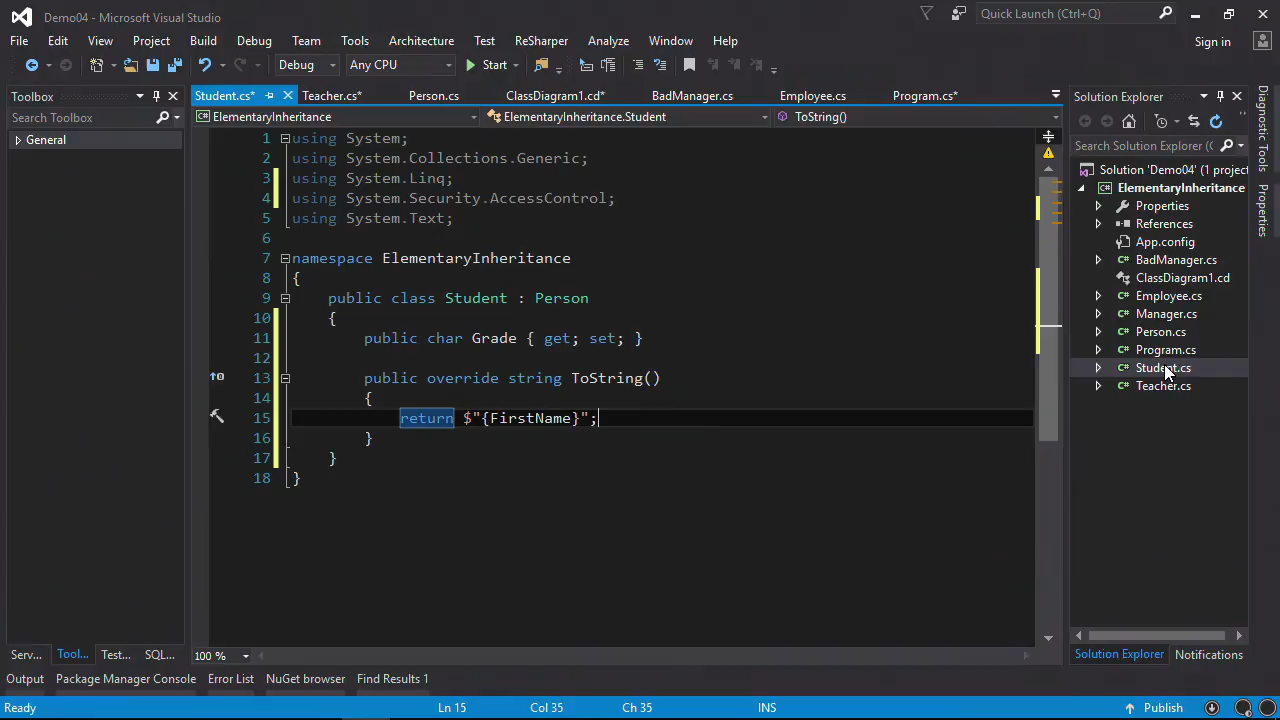 Demo04 - Microsoft Visual Studio
Quick Launch (Ctrl+Q)
File Edit View Project Build Debug Team Tools Architecture Test ReSharper Analyze Window Help
Sign in
Debug Any CPU Start
Toolbox
Search Toolbox
General
Student.cs* Teacher.cs* Person.cs ClassDiagram1.cd* BadManager.cs Employee.cs Program.cs*
ElementaryInheritance ElementaryInheritance.Student ToString()
1 using System;
2 using System.Collections.Generic;
3 using System.Linq;
4 using System.Security.AccessControl;
5 using System.Text;
6
7 namespace ElementaryInheritance
8 {
9 public class Student : Person
10 {
11 public char Grade { get; set; }
12
13 public override string ToString()
14 {
15 return $"{FirstName}";
16 }
17 }
18 }
100 %
Solution Explorer
Search Solution Explorer (
Solution 'Demo04' (1 project
ElementaryInheritance
Properties
References
App.config
BadManager.cs
ClassDiagram1.cd
Employee.cs
Manager.cs
Person.cs
Program.cs
Student.cs
Teacher.cs
Solution Explorer Notifications
Diagnostic Tools
Properties
Serv... Tool... Test... SQL...
Output Package Manager Console Error List NuGet browser Find Results 1
Ready Ln 15 Col 35 Ch 35 INS Publish